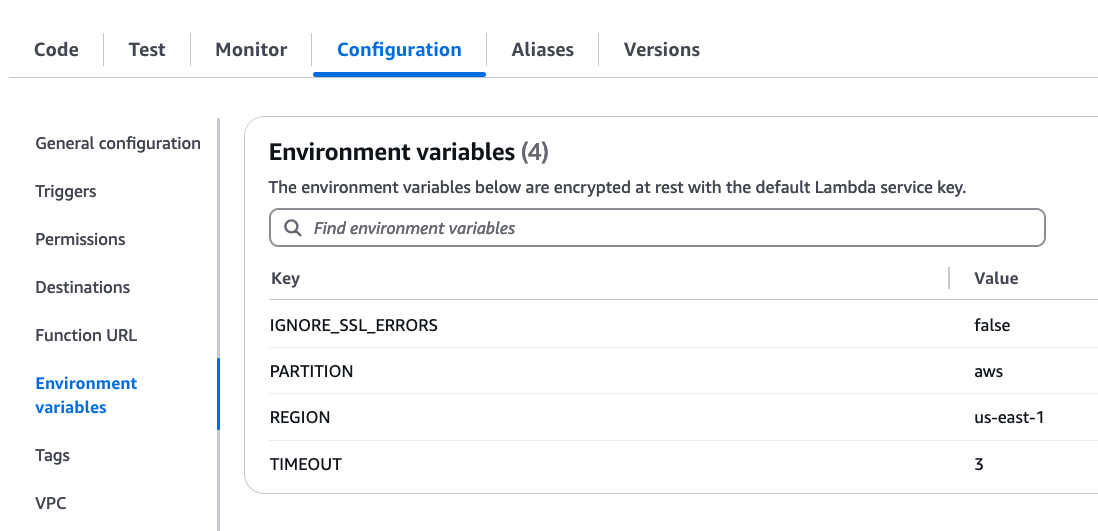 Code Test Monitor Configuration Aliases Versions
General configuration
Triggers
Permissions
Destinations
Function URL
Environment
variables
Tags
VPC
Environment variables (4)
The environment variables below are encrypted at rest with the default Lambda service key.
Find environment variables
Key Value
IGNORE_SSL_ERRORS false
PARTITION aws
REGION us-east-1
TIMEOUT 3